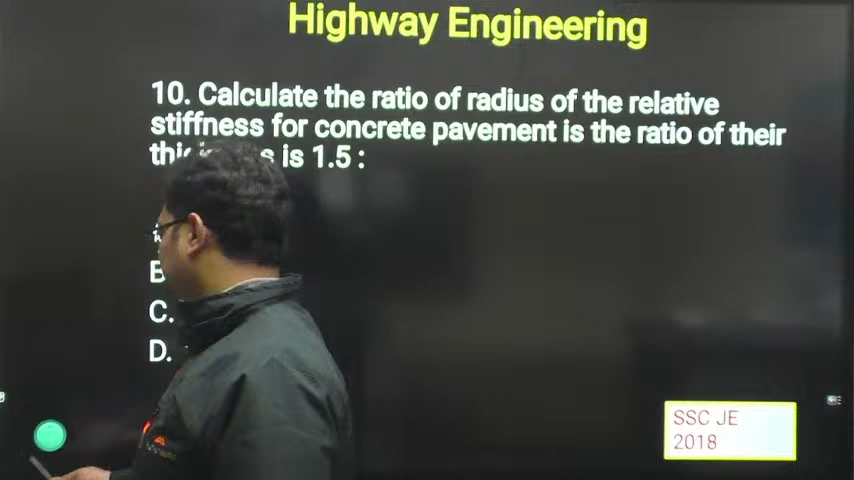 Highway Engineering
10. Calculate the ratio of radius of the relative
stiffness for concrete pavement is the ratio of their
is 1.5 :
B
C.
D.
SSC JE
2018